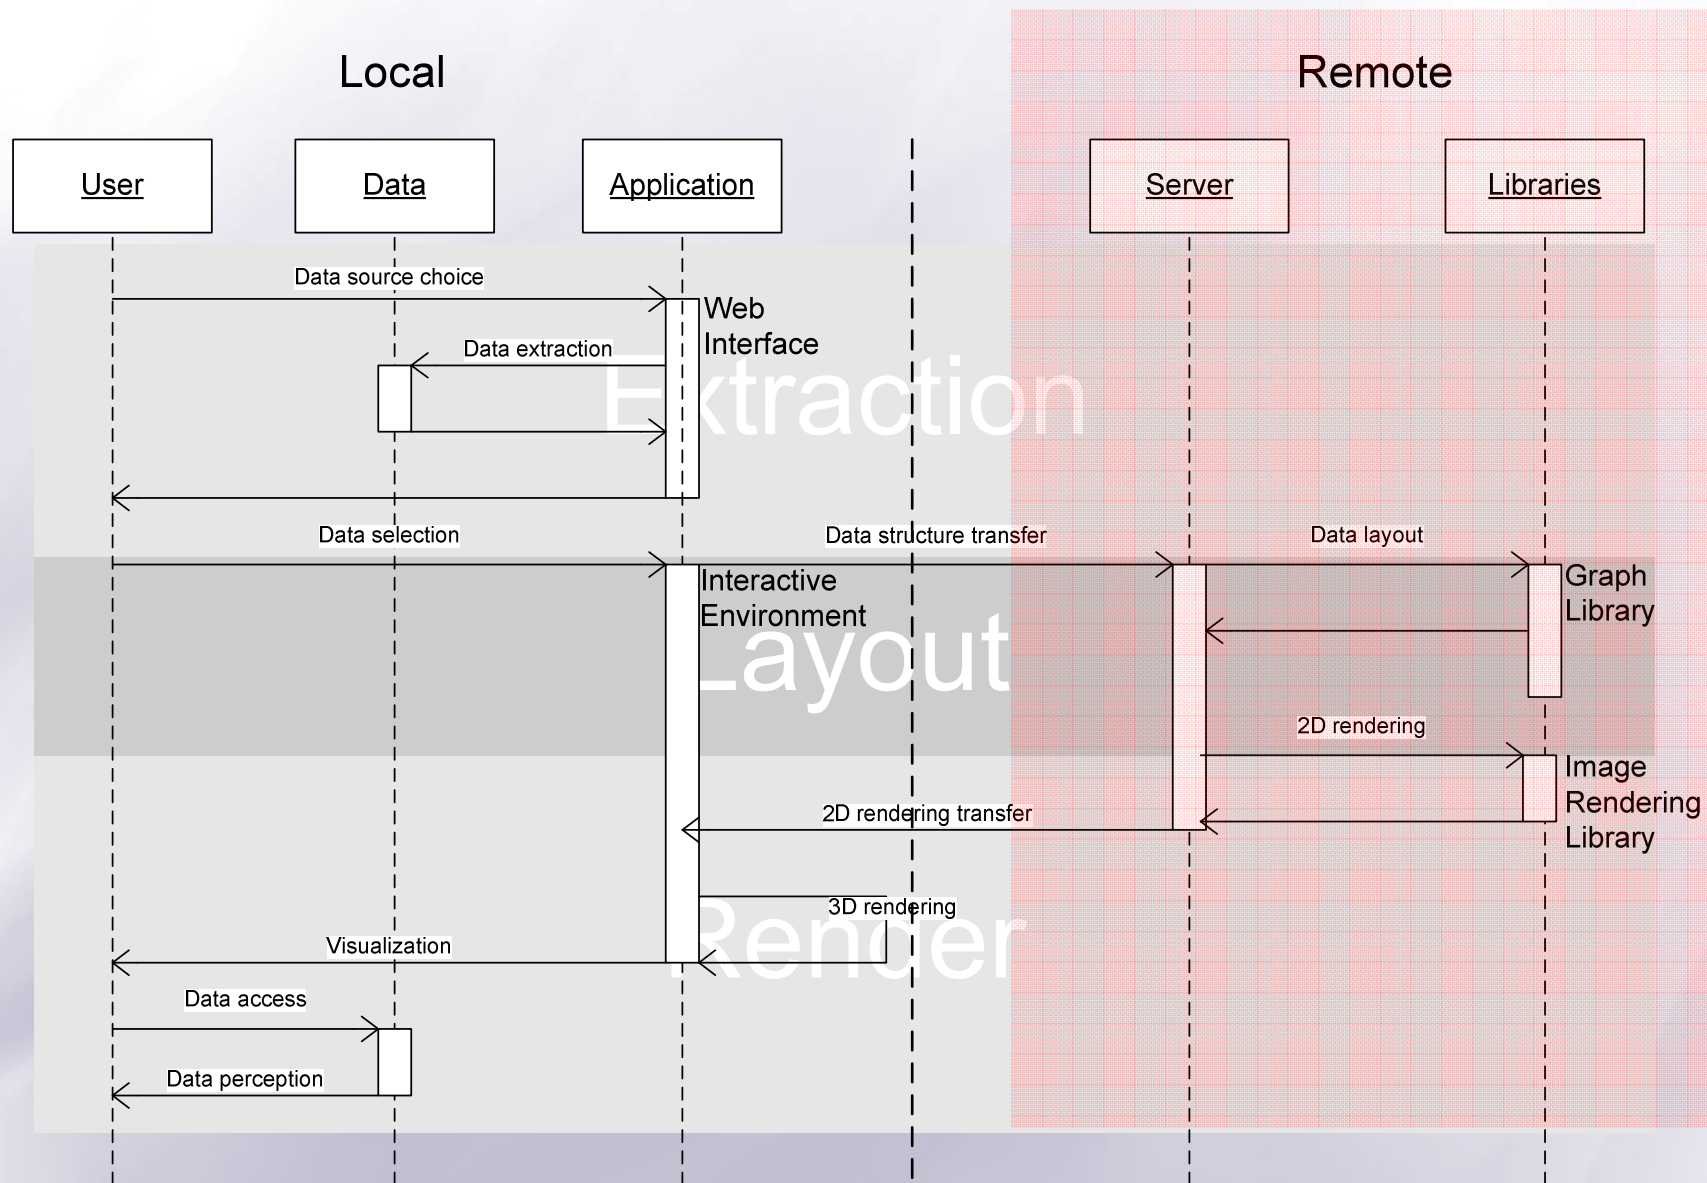 Local
Remote
User
Data
Application
Server
Libraries
Data source choice
Web
Interface
Data extraction
Extraction
Data selection
Data structure transfer
Data layout
Interactive
Environment
Graph
Library
Layout
2D rendering
Image
Rendering
Library
2D rendering transfer
3D rendering
Render
Visualization
Data access
Data perception